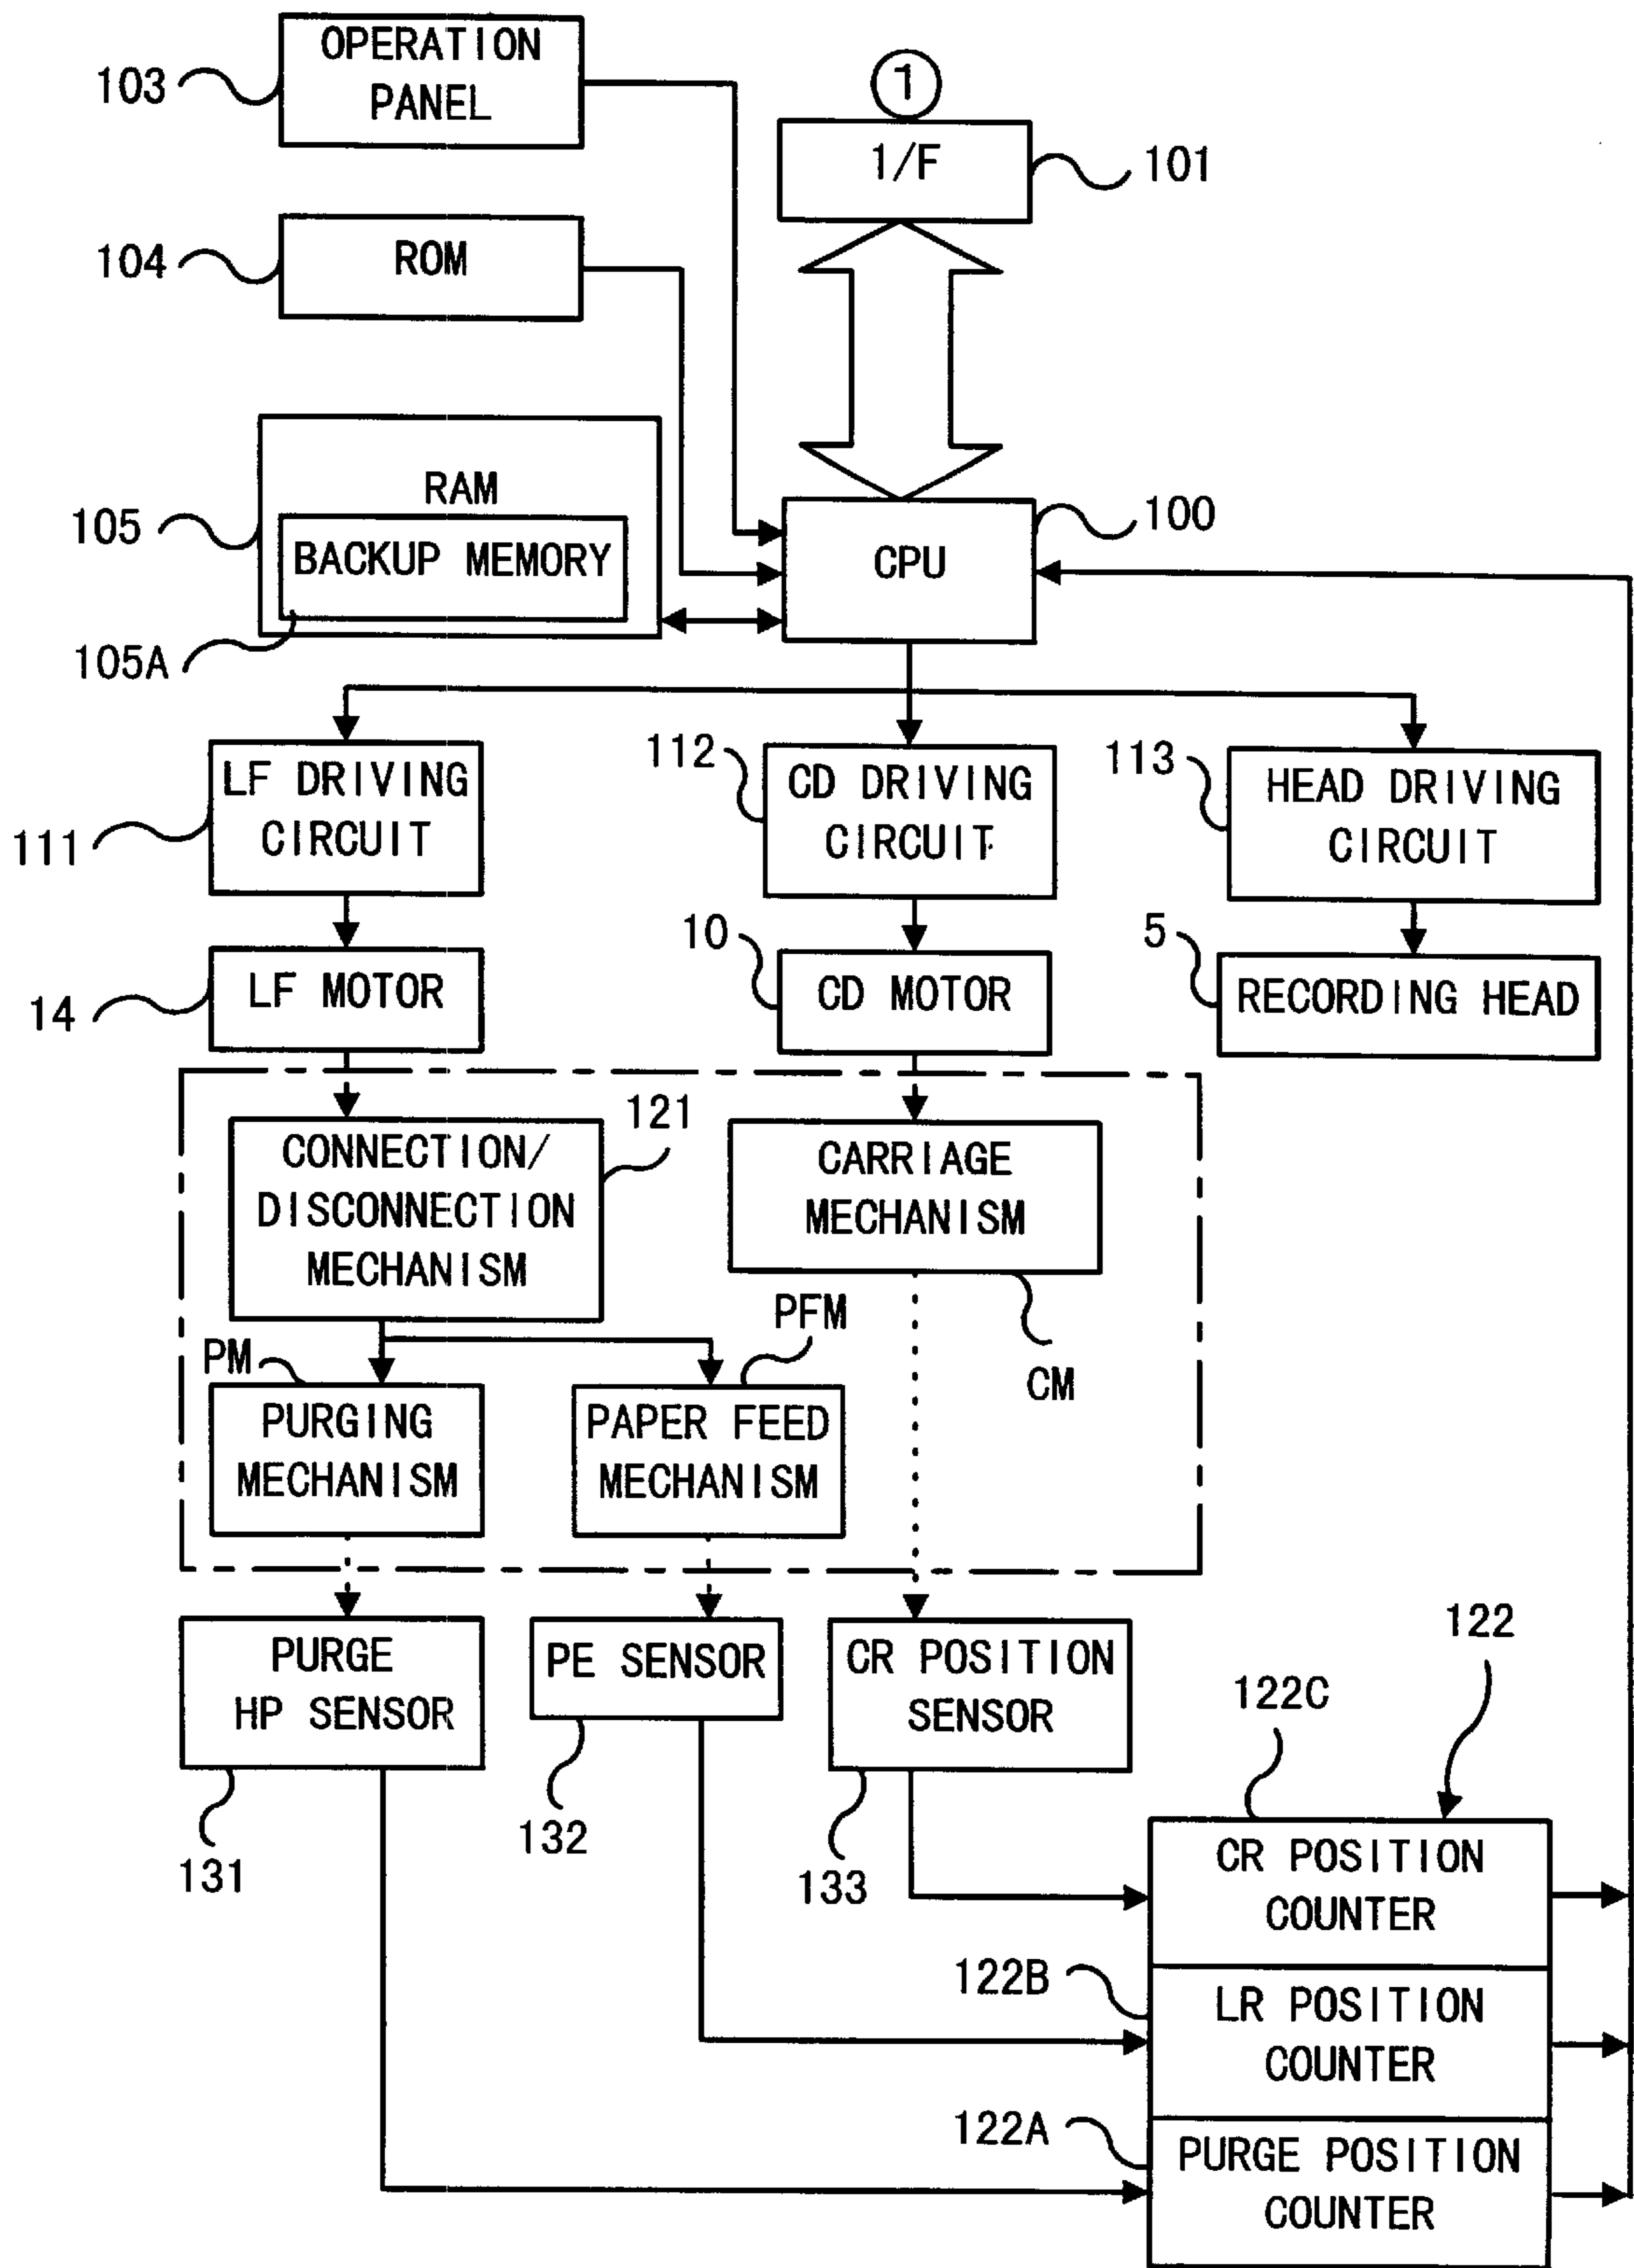 OPERATION
PANEL
103
1
1/F
101
ROM
104
RAM
105
BACKUP MEMORY
105A
CPU
100
LF DRIVING
CIRCUIT
111
112
CD DRIVING
CIRCUIT
113
HEAD DRIVING
CIRCUIT
14
LF MOTOR
10
CD MOTOR
5
RECORDING HEAD
121
CONNECTION/
DISCONNECTION
MECHANISM
CARRIAGE
MECHANISM
CM
PM
PFM
PURGING
MECHANISM
PAPER FEED
MECHANISM
PURGE
HP SENSOR
131
PE SENSOR
132
CR POSITION
SENSOR
133
122
122C
CR POSITION
COUNTER
122B
LR POSITION
COUNTER
122A
PURGE POSITION
COUNTER